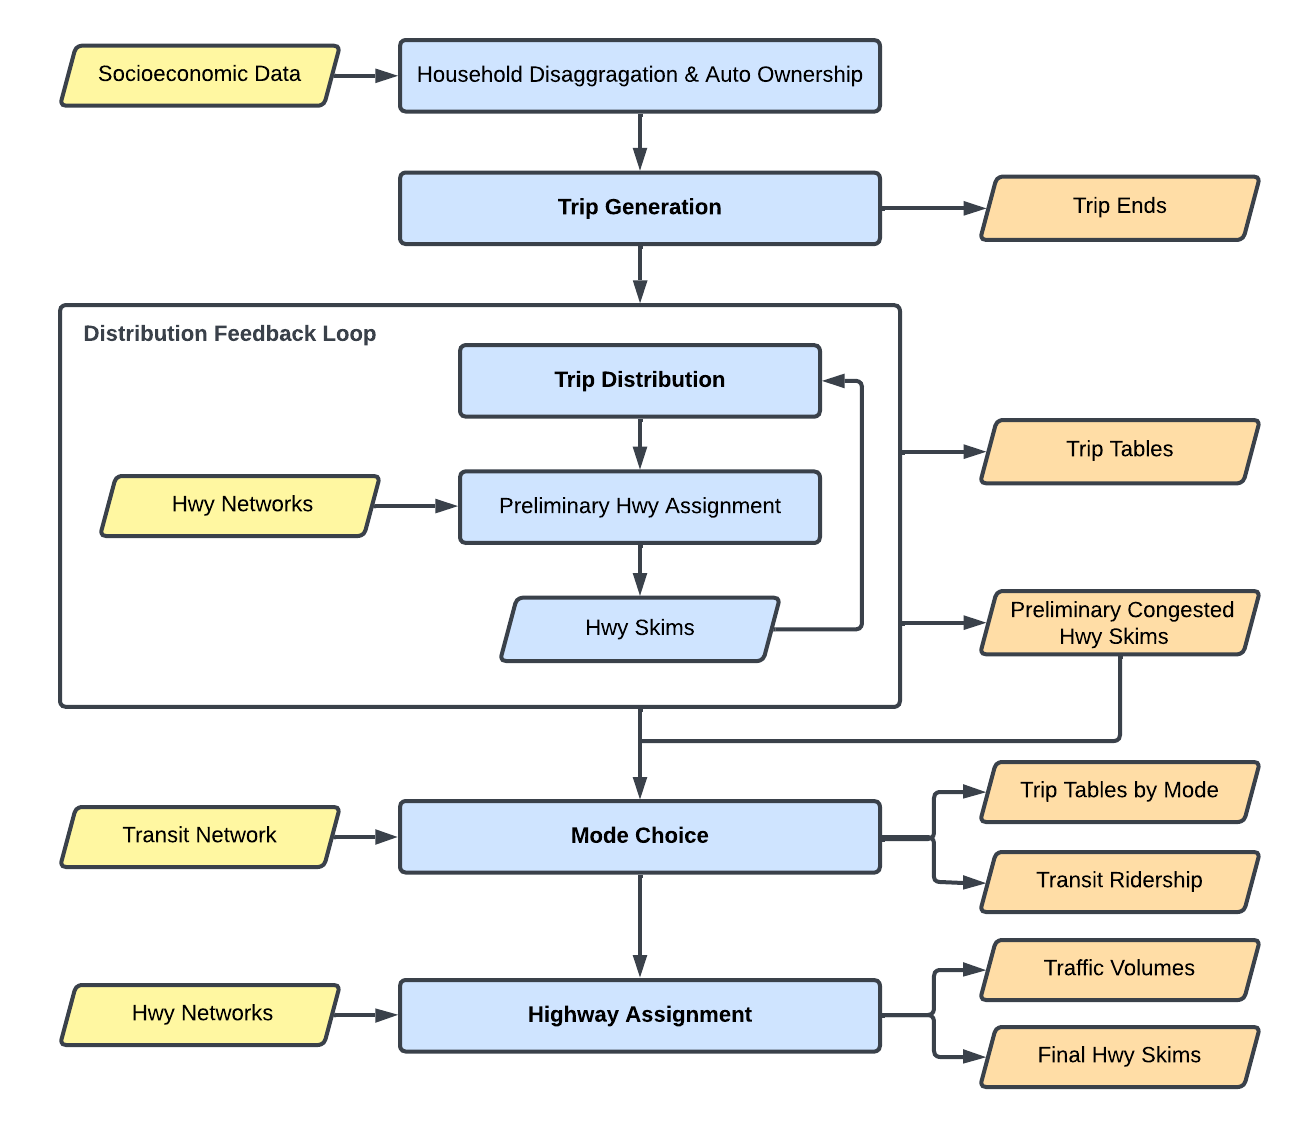 Socioeconomic Data
Household Disaggragation & Auto Ownership
Trip Generation
Trip Ends
Distribution Feedback Loop
Trip Distribution
Trip Tables
Hwy Networks
Preliminary Hwy Assignment
Hwy Skims
Preliminary Congested
Hwy Skims
Trip Tables by Mode
Transit Network
Mode Choice
Transit Ridership
Traffic Volumes
Hwy Networks
Highway Assignment
Final Hwy Skims